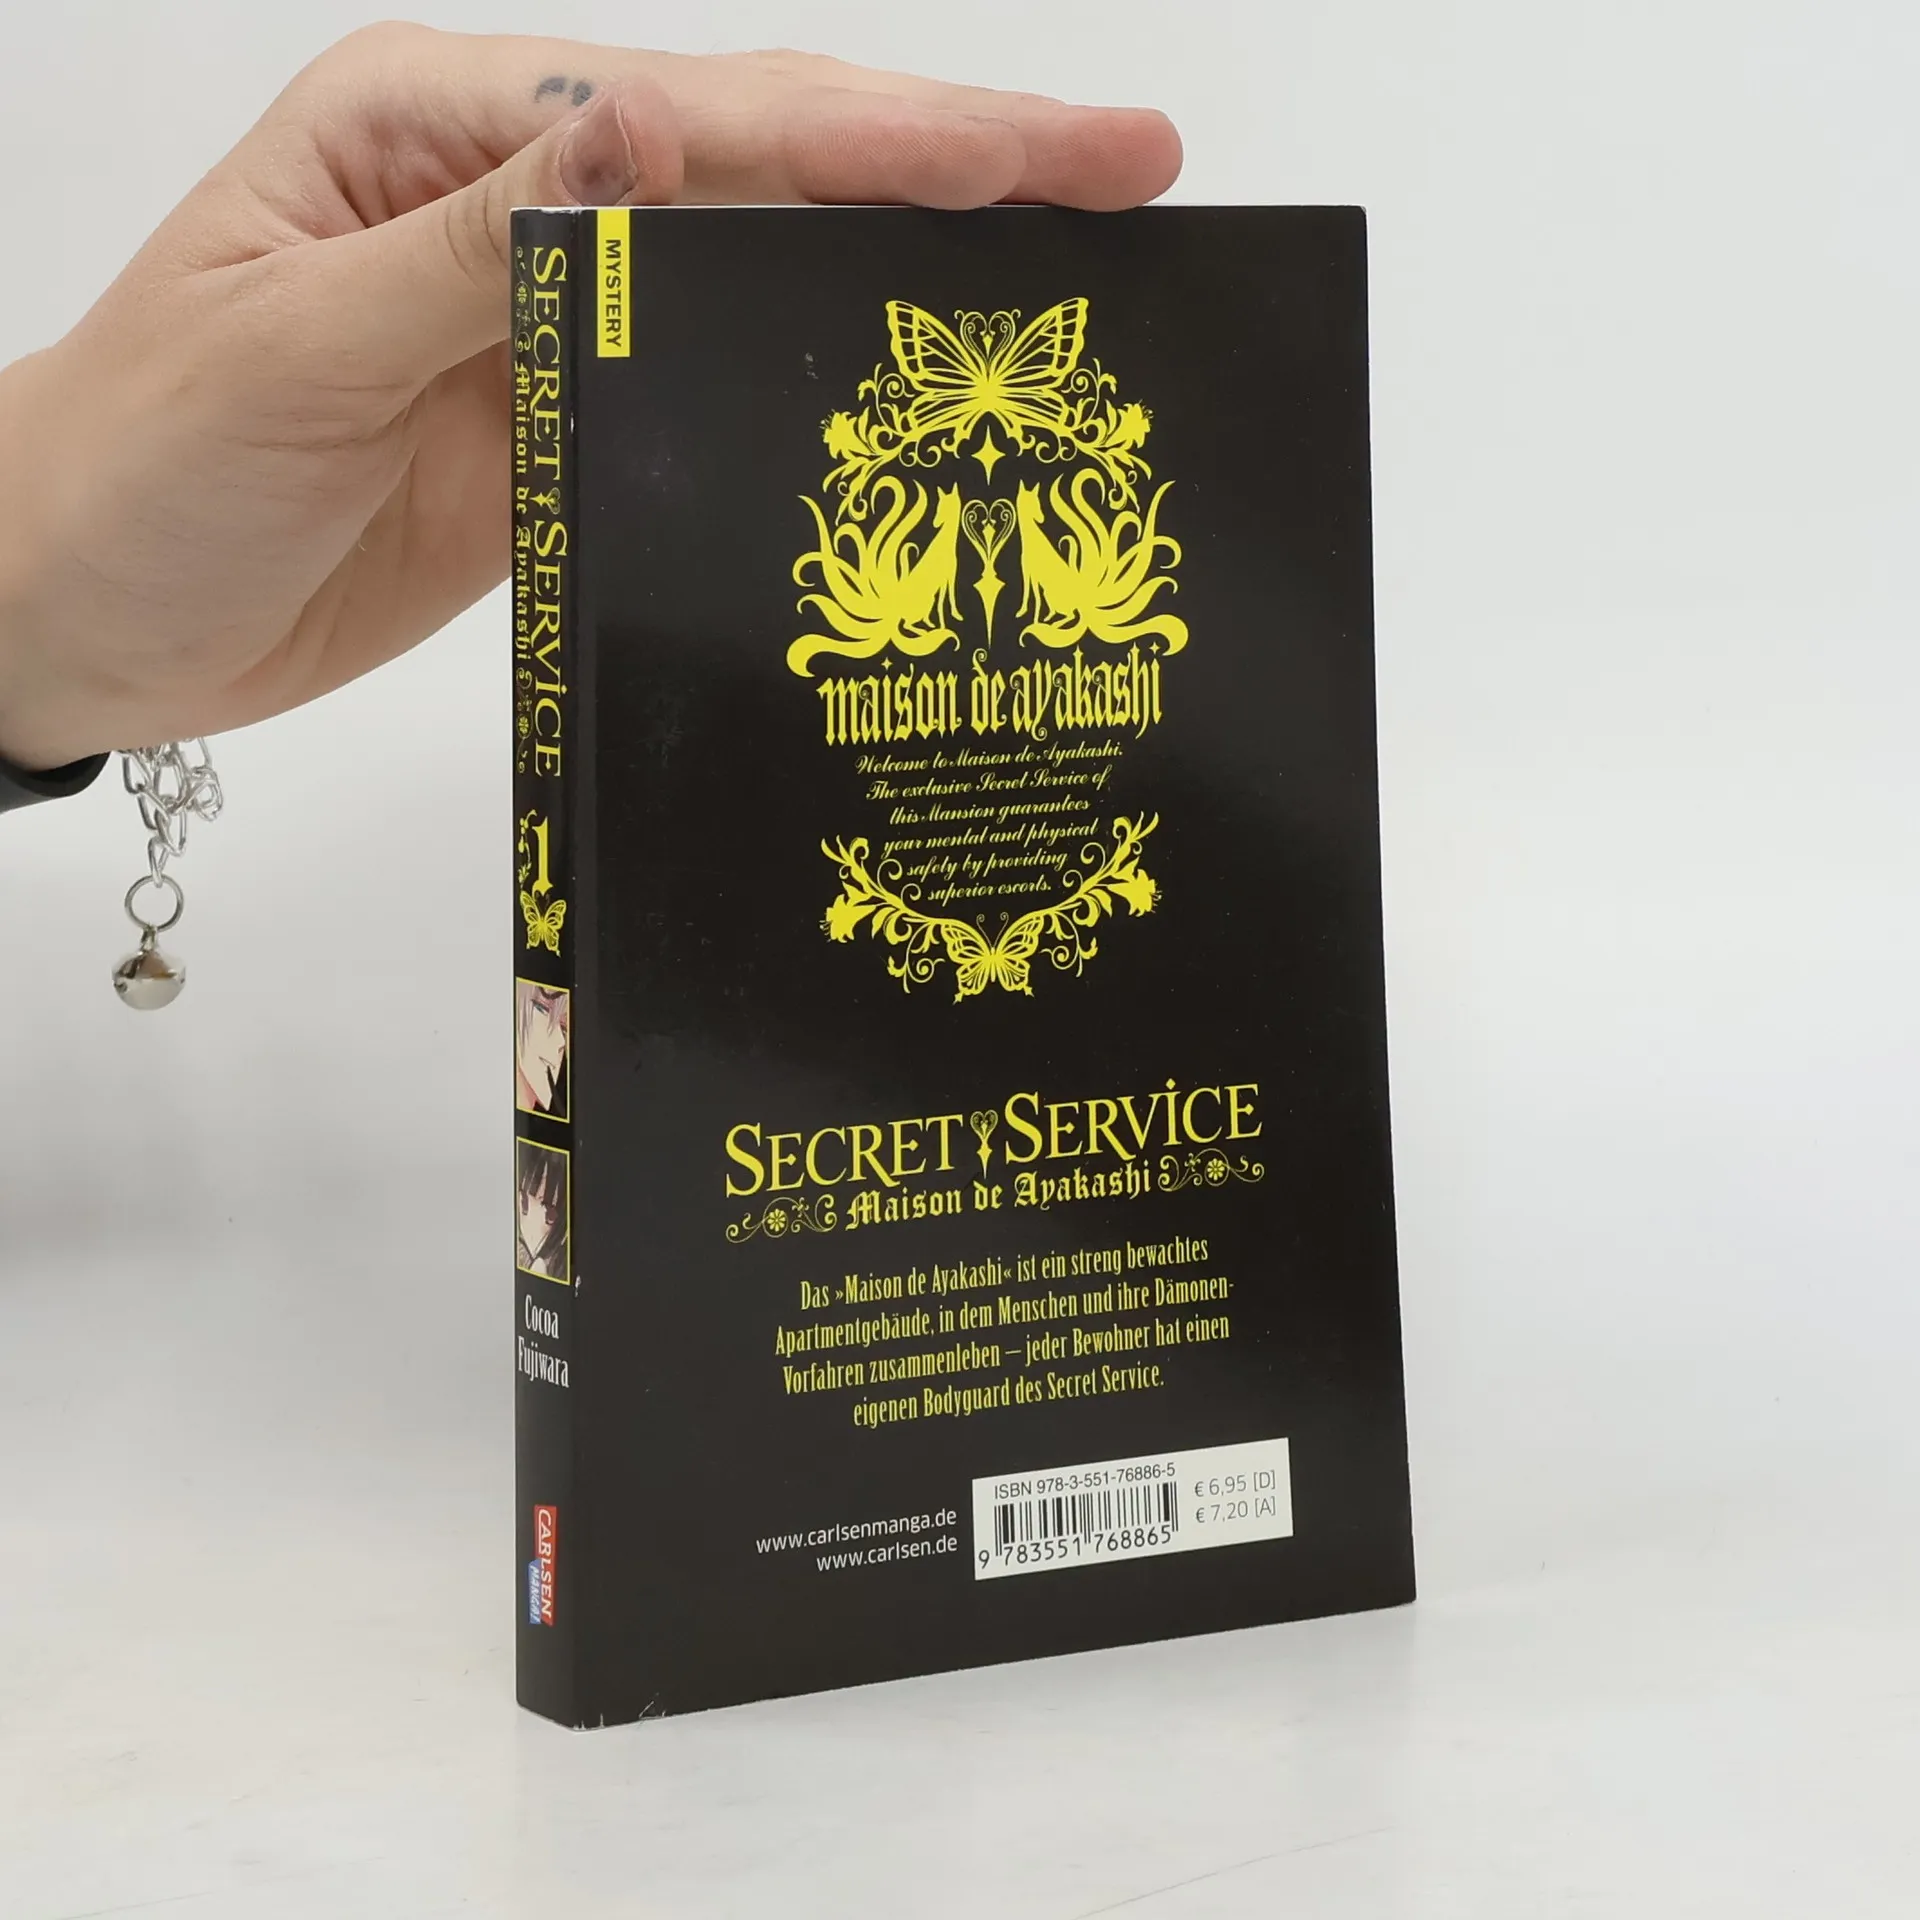 SECRET SERVICE
Maison de Ayakashi
1
Cocoa
Fujiwara
CARLSEN
MANGA!
MYSTERY
maison de ayakashi
Welcome to Maison de Ayakashi.
The exclusive Secret Service of
this Mansion guarantees
your mental and physical
safety by providing
superior escorts.
SECRET SERVICE
Maison de Ayakashi
Das »Maison de Ayakashi« ist ein streng bewachtes
Apartmentgebäude, in dem Menschen und ihre Dämonen-
Vorfahren zusammenleben – jeder Bewohner hat einen
eigenen Bodyguard des Secret Service.
www.carlsenmanga.de
www.carlsen.de
ISBN 978-3-551-76886-5
9 783551 768865
€ 6,95 [D]
€ 7,20 [A]